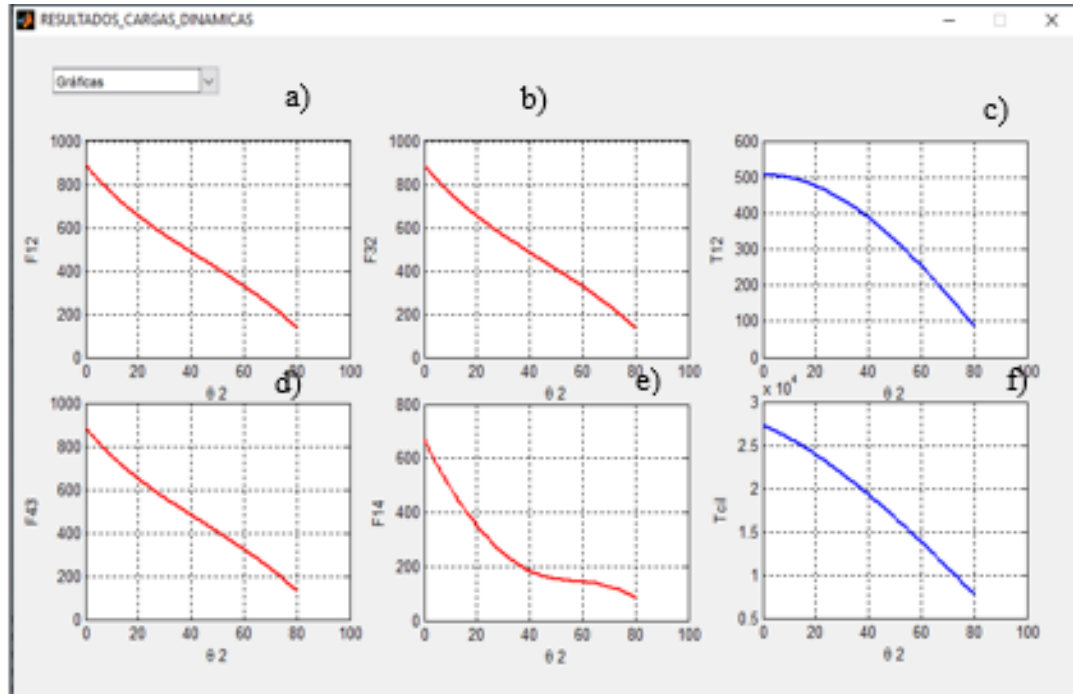 RESULTADOS_CARGAS_DINAMICAS
Gráficas
a)
b)
c)
1000
800
600
400
200
0
F12
0 20 40 60 80 100
θ 2
1000
800
600
400
200
0
F32
0 20 40 60 80 100
θ 2
600
500
400
300
200
100
0
T12
0 20 40 60 80 100
θ 2
d)
e)
f)
1000
800
600
400
200
0
F43
0 20 40 60 80 100
θ 2
800
600
400
200
0
F14
0 20 40 60 80 100
θ 2
x 10⁴
3
2.5
2
1.5
1
0.5
Tcil
0 20 40 60 80 100
θ 2